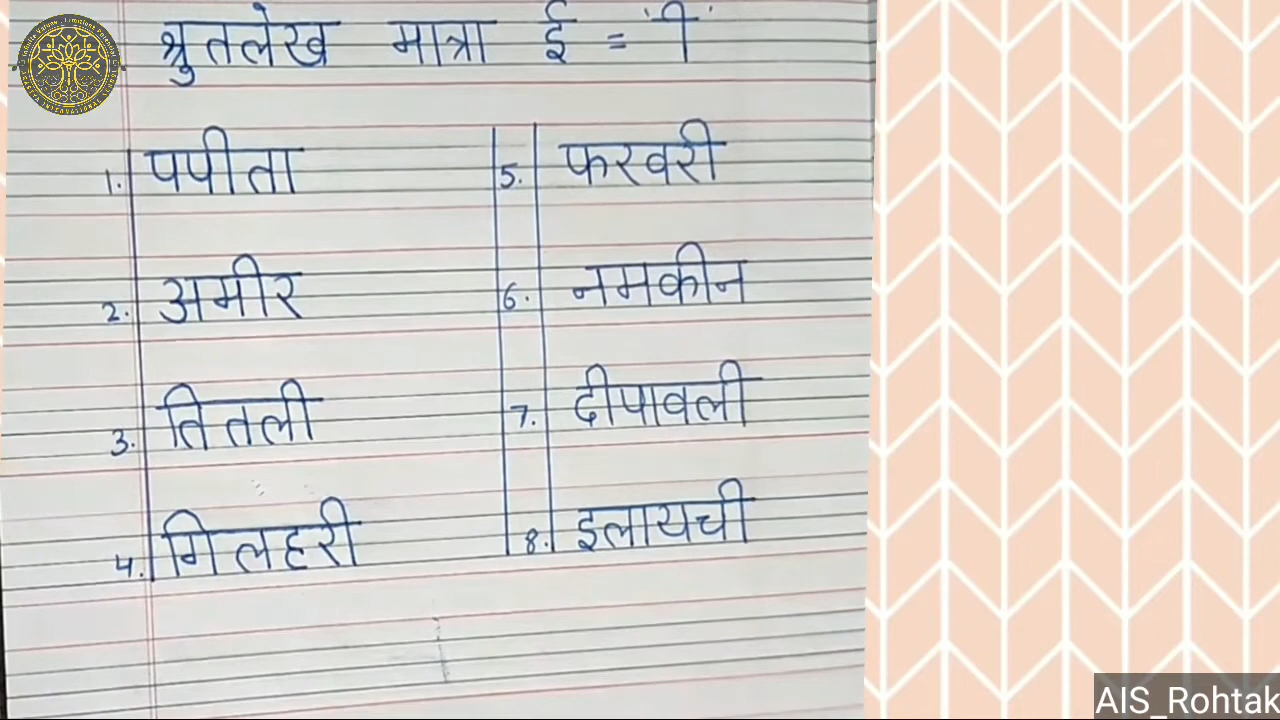 श्रुतलेख मात्रा ई = 'ी'
1. पपीता
2. अमीर
3. तितली
4. गिलहरी
5. फरवरी
6. नमकीन
7. दीपावली
8. इलायची
AIS_Rohtak